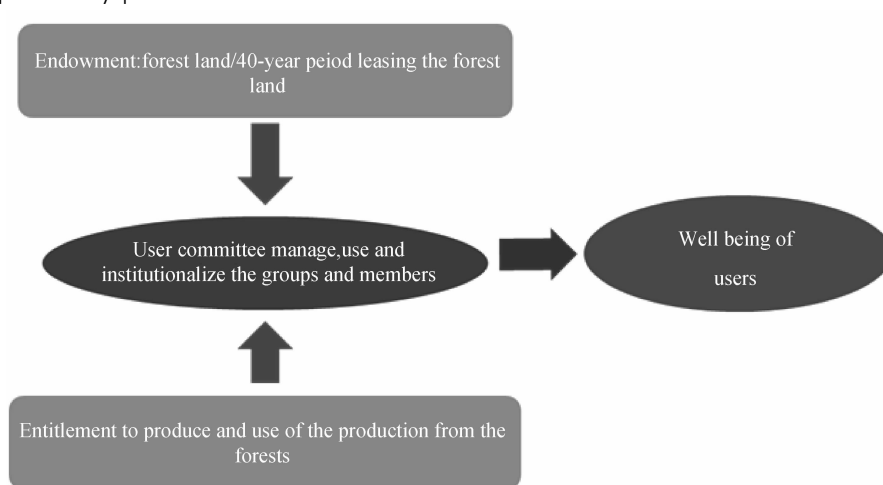 Endowment:forest land/40-year peiod leasing the forest
land
User committee manage,use and
institutionalize the groups and members
Well being of
users
Entitlement to produce and use of the production from the
forests